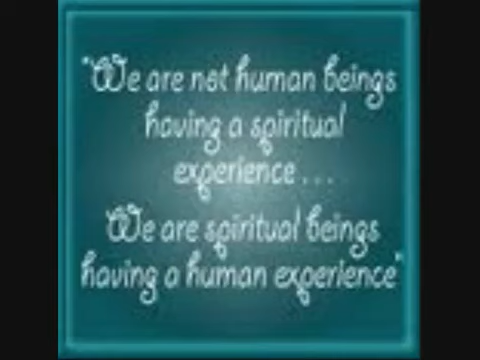 "We are not human beings
having a spiritual
experience . . .
We are spiritual beings
having a human experience"